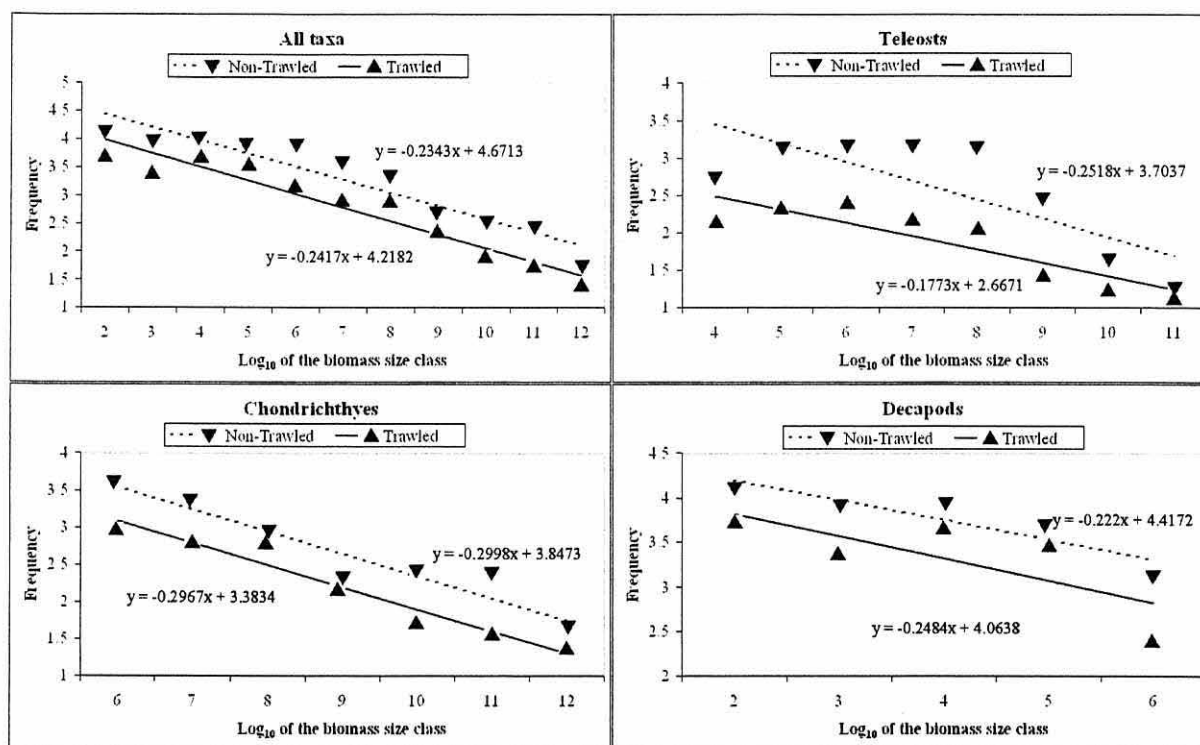 All taxa
Non-Trawled Trawled
5
4.5
4
3.5
3
2.5
2
1.5
1
Frequency
y = -0.2343x + 4.6713
y = -0.2417x + 4.2182
2 3 4 5 6 7 8 9 10 11 12
Log10 of the biomass size class
Teleosts
Non-Trawled Trawled
4
3.5
3
2.5
2
1.5
1
Frequency
y = -0.2518x + 3.7037
y = -0.1773x + 2.6671
4 5 6 7 8 9 10 11
Log10 of the biomass size class
Chondrichthyes
Non-Trawled Trawled
4
3.5
3
2.5
2
1.5
1
Frequency
y = -0.2998x + 3.8473
y = -0.2967x + 3.3834
6 7 8 9 10 11 12
Log10 of the biomass size class
Decapods
Non-Trawled Trawled
4.5
4
3.5
3
2.5
2
Frequency
y = -0.222x + 4.4172
y = -0.2484x + 4.0638
2 3 4 5 6
Log10 of the biomass size class